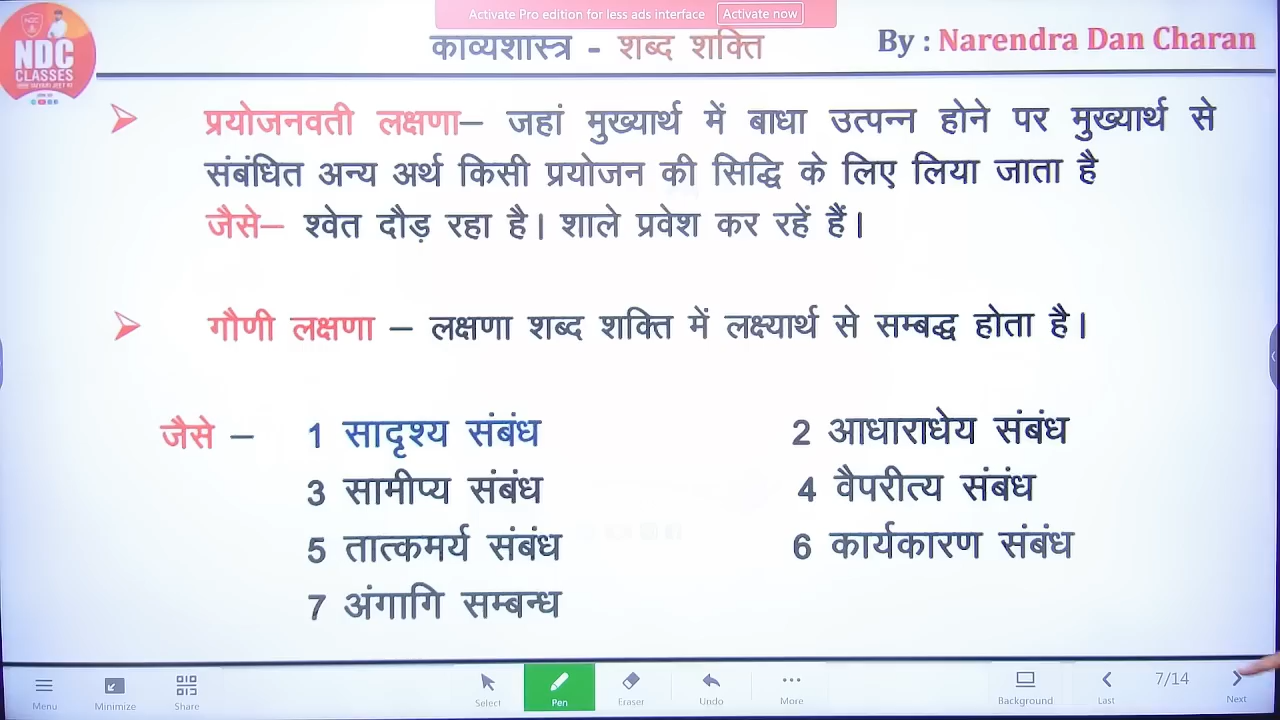 Activate Pro edition for less ads interface Activate now
NDC
CLASSES
काव्यशास्त्र - शब्द शक्ति
By : Narendra Dan Charan
प्रयोजनवती लक्षणा– जहां मुख्यार्थ में बाधा उत्पन्न होने पर मुख्यार्थ से
संबंधित अन्य अर्थ किसी प्रयोजन की सिद्धि के लिए लिया जाता है
जैसे– श्वेत दौड़ रहा है। शाले प्रवेश कर रहें हैं।
गौणी लक्षणा – लक्षणा शब्द शक्ति में लक्ष्यार्थ से सम्बद्ध होता है।
जैसे – 1 सादृश्य संबंध 2 आधाराधेय संबंध
3 सामीप्य संबंध 4 वैपरीत्य संबंध
5 तात्कमर्य संबंध 6 कार्यकारण संबंध
7 अंगागि सम्बन्ध
Menu Minimize Share Select Pen Eraser Undo More Background Last 7/14 Next